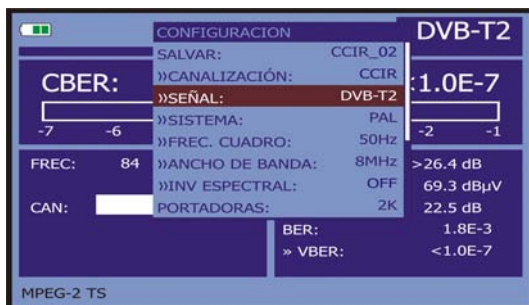 CONFIGURACION
DVB-T2
SALVAR: CCIR_02
»CANALIZACIÓN: CCIR
»SEÑAL: DVB-T2
»SISTEMA: PAL
»FREC. CUADRO: 50Hz
»ANCHO DE BANDA: 8MHz
»INV ESPECTRAL: OFF
PORTADORAS: 2K
CBER: <1.0E-7
-7 -6 -2 -1
FREC: 84 >26.4 dB
69.3 dBµV
CAN: 22.5 dB
BER: 1.8E-3
» VBER: <1.0E-7
MPEG-2 TS